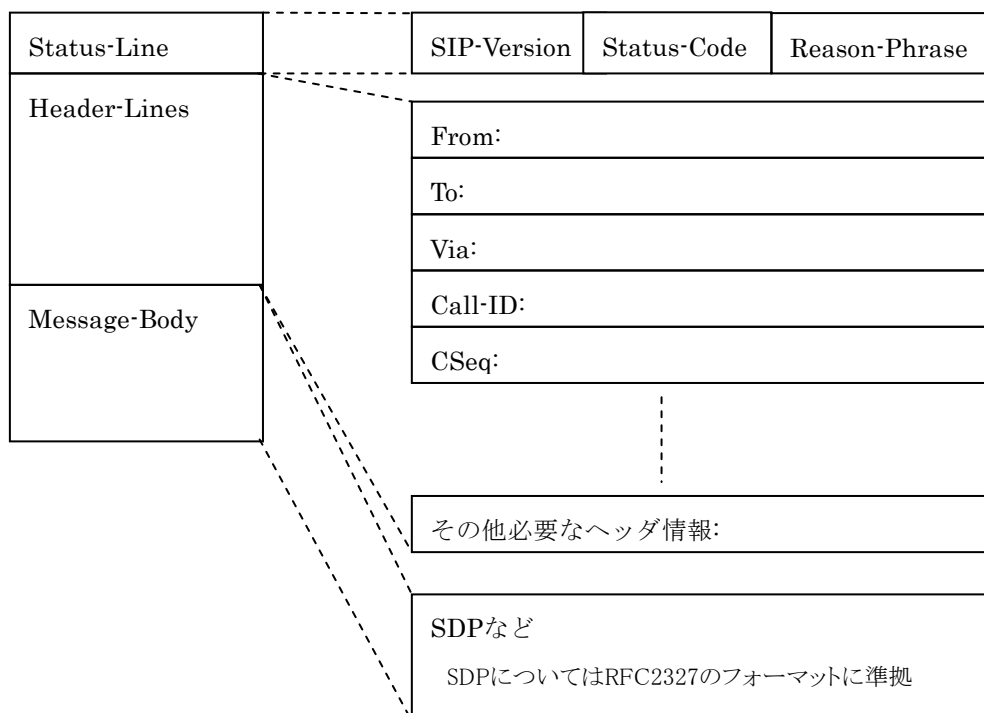 Status-Line
SIP-Version Status-Code Reason-Phrase
Header-Lines
From:
To:
Via:
Call-ID:
CSeq:
Message-Body
その他必要なヘッダ情報:
SDPなど
SDPについてはRFC2327のフォーマットに準拠